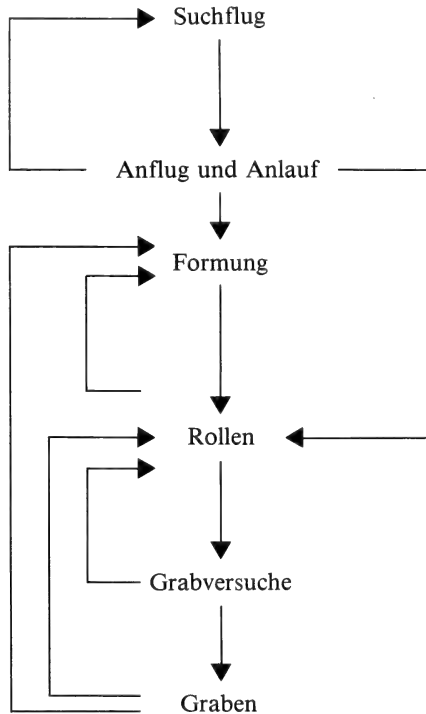 Suchflug
Anflug und Anlauf
Formung
Rollen
Grabversuche
Graben